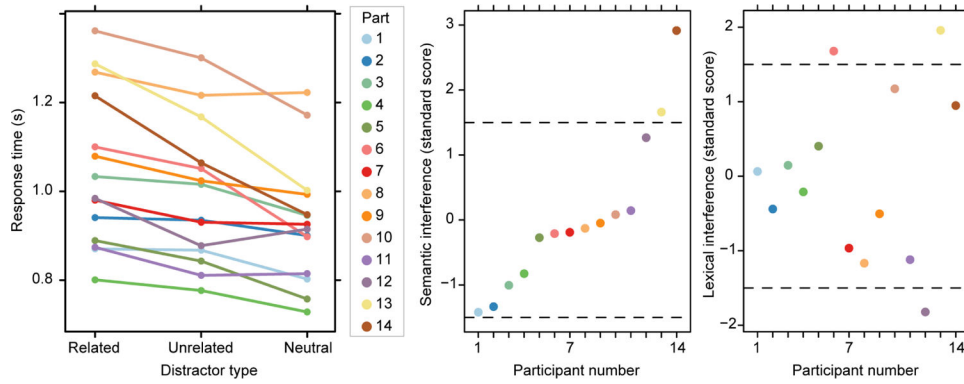 1.2
1.0
0.8
Response time (s)
Related Unrelated Neutral
Distractor type
Part
1
2
3
4
5
6
7
8
9
10
11
12
13
14
3
2
1
0
−1
Semantic interference (standard score)
1 7 14
Participant number
2
1
0
−1
−2
Lexical interference (standard score)
1 7 14
Participant number